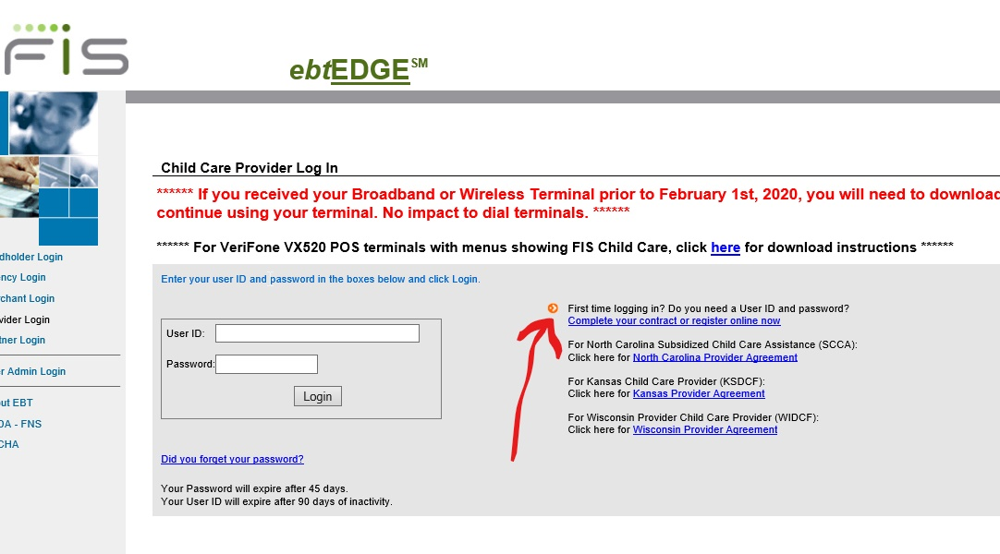 FIS
ebtEDGE SM
Child Care Provider Log In
****** If you received your Broadband or Wireless Terminal prior to February 1st, 2020, you will need to download
continue using your terminal. No impact to dial terminals. ******
****** For VeriFone VX520 POS terminals with menus showing FIS Child Care, click here for download instructions ******
dholder Login
ncy Login
rchant Login
vider Login
tner Login
r Admin Login
ut EBT
DA - FNS
CHA
Enter your user ID and password in the boxes below and click Login.
User ID:
Password:
Login
Did you forget your password?
Your Password will expire after 45 days.
Your User ID will expire after 90 days of inactivity.
First time logging in? Do you need a User ID and password?
Complete your contract or register online now
For North Carolina Subsidized Child Care Assistance (SCCA):
Click here for North Carolina Provider Agreement
For Kansas Child Care Provider (KSDCF):
Click here for Kansas Provider Agreement
For Wisconsin Provider Child Care Provider (WIDCF):
Click here for Wisconsin Provider Agreement